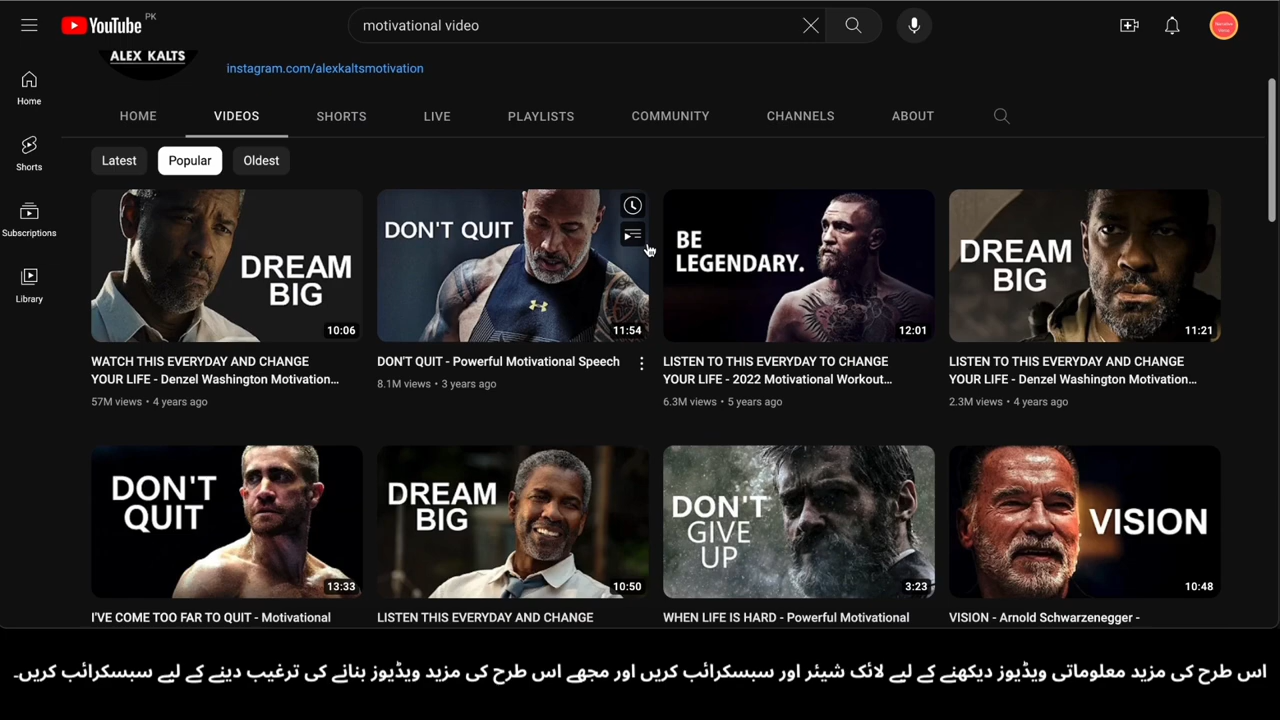 YouTube PK
motivational video
Home
Shorts
Subscriptions
Library
ALEX KALTS
instagram.com/alexkaltsmotivation
HOME VIDEOS SHORTS LIVE PLAYLISTS COMMUNITY CHANNELS ABOUT
Latest Popular Oldest
DREAM
BIG
10:06
DON'T QUIT
11:54
BE
LEGENDARY.
12:01
DREAM
BIG
11:21
WATCH THIS EVERYDAY AND CHANGE
YOUR LIFE - Denzel Washington Motivation...
57M views • 4 years ago
DON'T QUIT - Powerful Motivational Speech
8.1M views • 3 years ago
LISTEN TO THIS EVERYDAY TO CHANGE
YOUR LIFE - 2022 Motivational Workout...
6.3M views • 5 years ago
LISTEN TO THIS EVERYDAY AND CHANGE
YOUR LIFE - Denzel Washington Motivation...
2.3M views • 4 years ago
DON'T
QUIT
13:33
DREAM
BIG
10:50
DON'T
GIVE
UP
3:23
VISION
10:48
I'VE COME TOO FAR TO QUIT - Motivational
LISTEN THIS EVERYDAY AND CHANGE
WHEN LIFE IS HARD - Powerful Motivational
VISION - Arnold Schwarzenegger -
اس طرح کی مزید معلوماتی ویڈیوز دیکھنے کے لیے لائک شیئر اور سبسکرائب کریں اور مجھے اس طرح کی مزید ویڈیوز بنانے کی ترغیب دینے کے لیے سبسکرائب کریں۔